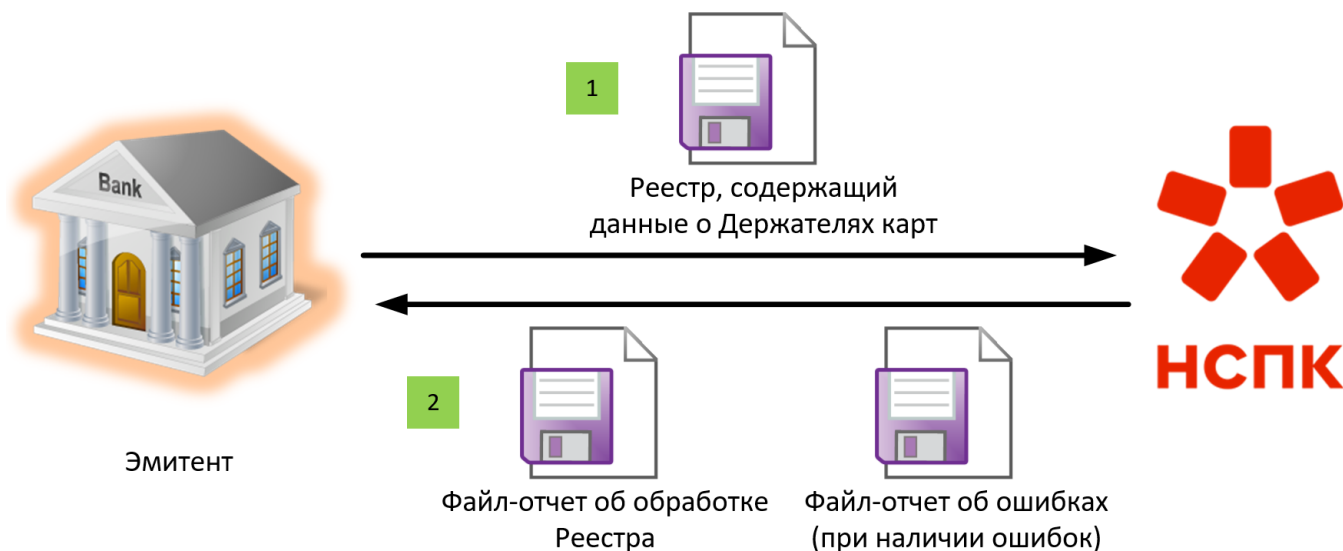 1
Реестр, содержащий
данные о Держателях карт
Bank
НСПК
2
Эмитент
Файл-отчет об обработке
Реестра
Файл-отчет об ошибках
(при наличии ошибок)